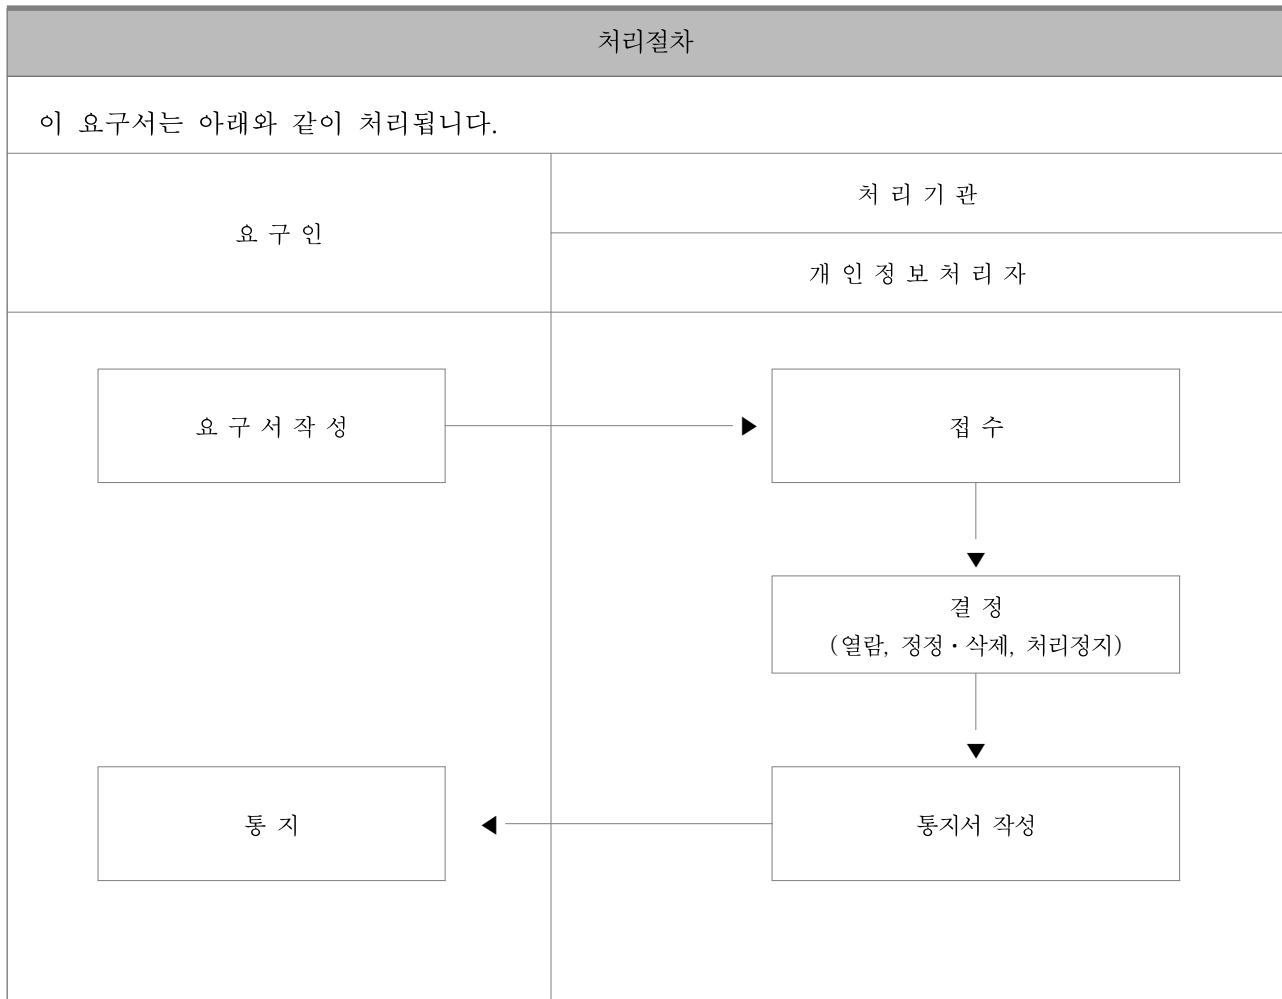 처리절차
이 요구서는 아래와 같이 처리됩니다.
요 구 인
처 리 기 관
개 인 정 보 처 리 자
요 구 서 작 성
접 수
결 정
(열람, 정정・삭제, 처리정지)
통 지
통지서 작성